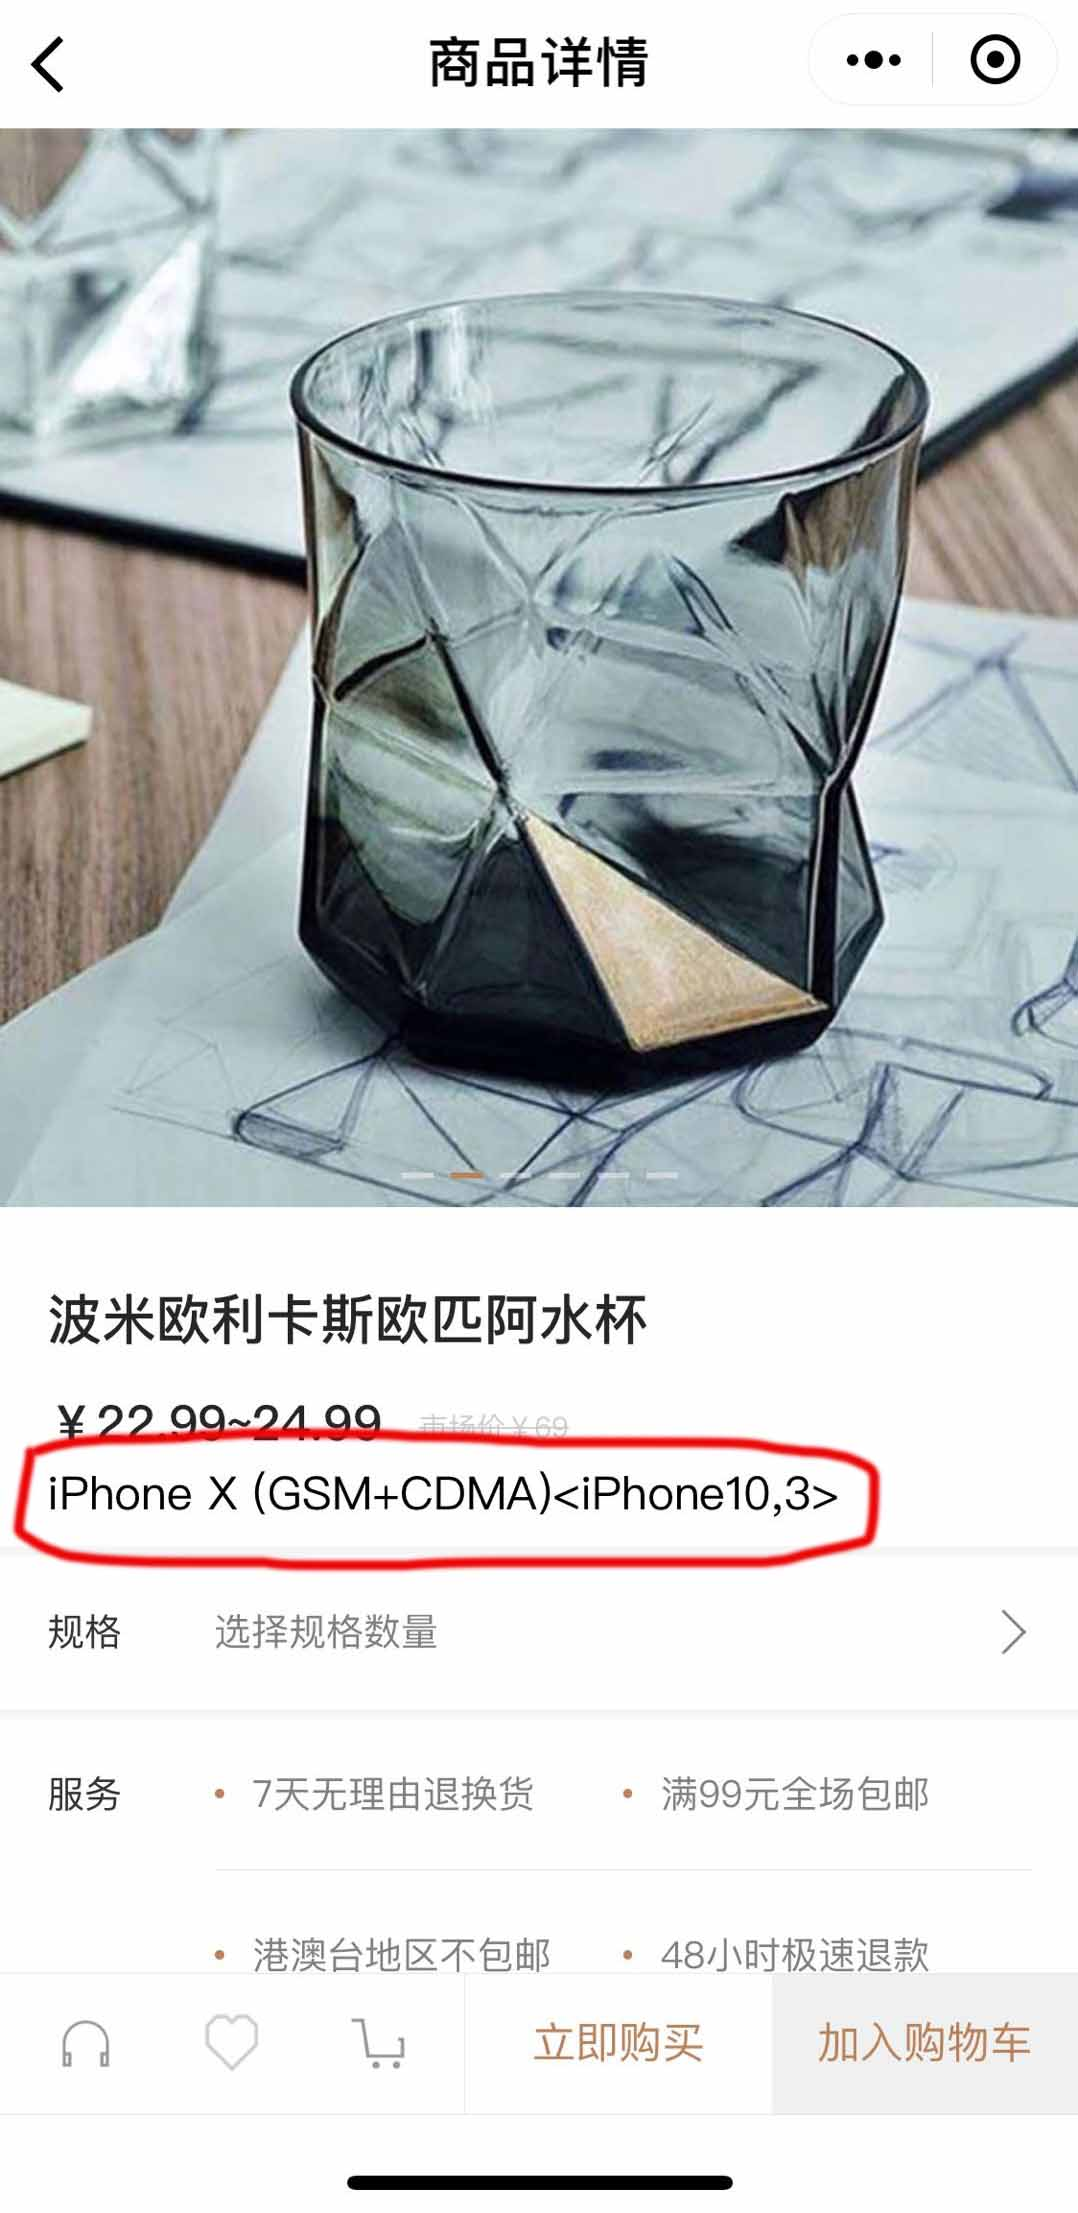 商品详情
波米欧利卡斯欧匹阿水杯
￥22.99~24.99 市场价￥69
iPhone X (GSM+CDMA)<iPhone10,3>
规格 选择规格数量
服务 • 7天无理由退换货 • 满99元全场包邮
• 港澳台地区不包邮 • 48小时极速退款
立即购买 加入购物车